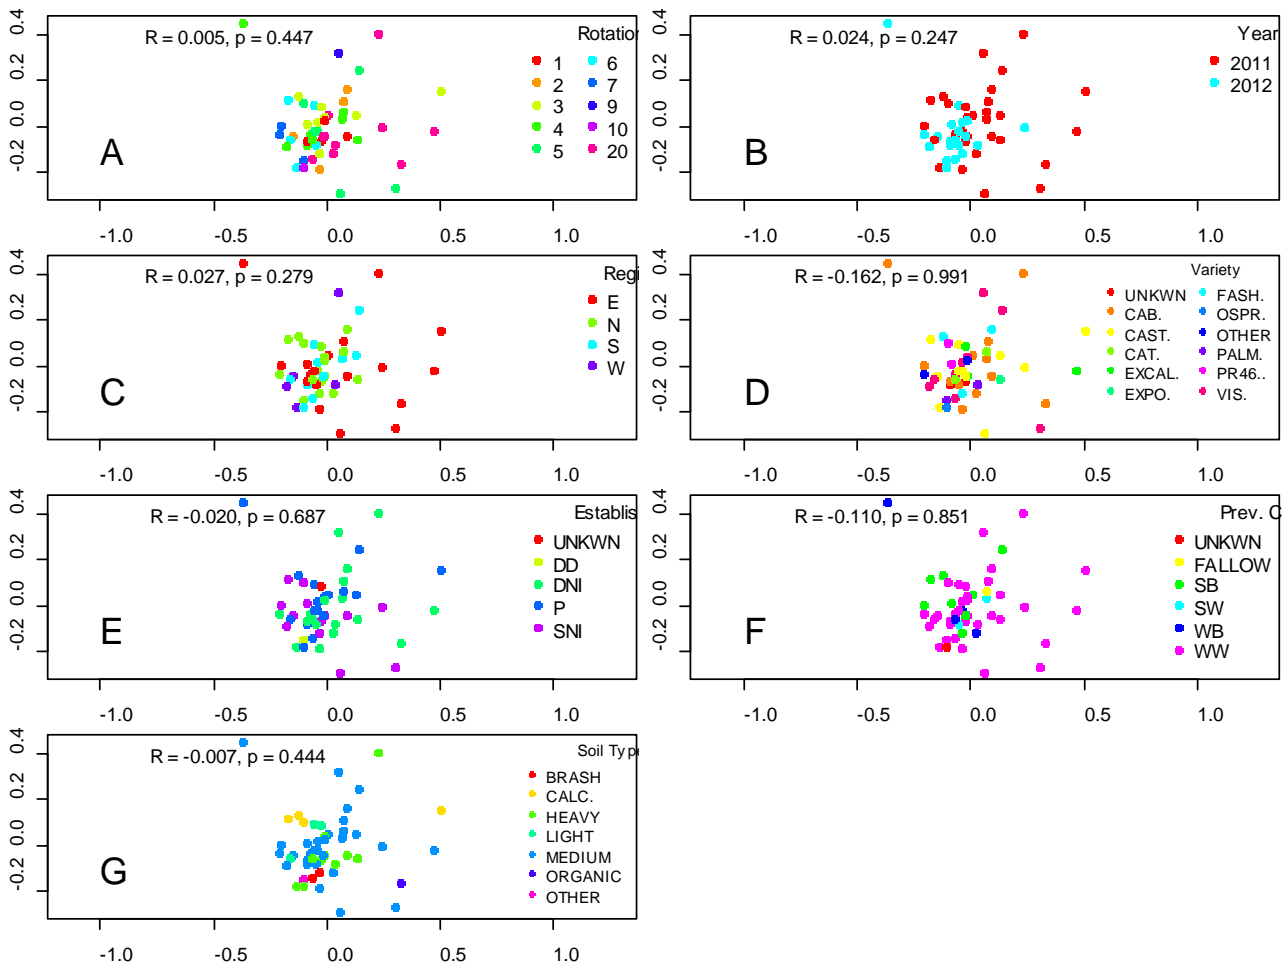 R = 0.005, p = 0.447
Rotatior
1 6
2 7
3 9
4 10
5 20
A
0.4
0.2
0.0
-0.2
-1.0 -0.5 0.0 0.5 1.0
R = 0.024, p = 0.247
Year
2011
2012
B
0.4
0.2
0.0
-0.2
-1.0 -0.5 0.0 0.5 1.0
R = 0.027, p = 0.279
Regi
E
N
S
W
C
0.4
0.2
0.0
-0.2
-1.0 -0.5 0.0 0.5 1.0
R = -0.162, p = 0.991
Variety
UNKWN FASH.
CAB. OSPR.
CAST. OTHER
CAT. PALM.
EXCAL. PR46..
EXPO. VIS.
D
0.4
0.2
0.0
-0.2
-1.0 -0.5 0.0 0.5 1.0
R = -0.020, p = 0.687
Establis
UNKWN
DD
DNI
P
SNI
E
0.4
0.2
0.0
-0.2
-1.0 -0.5 0.0 0.5 1.0
R = -0.110, p = 0.851
Prev. C
UNKWN
FALLOW
SB
SW
WB
WW
F
0.4
0.2
0.0
-0.2
-1.0 -0.5 0.0 0.5 1.0
R = -0.007, p = 0.444
Soil Type
BRASH
CALC.
HEAVY
LIGHT
MEDIUM
ORGANIC
OTHER
G
0.4
0.2
0.0
-0.2
-1.0 -0.5 0.0 0.5 1.0